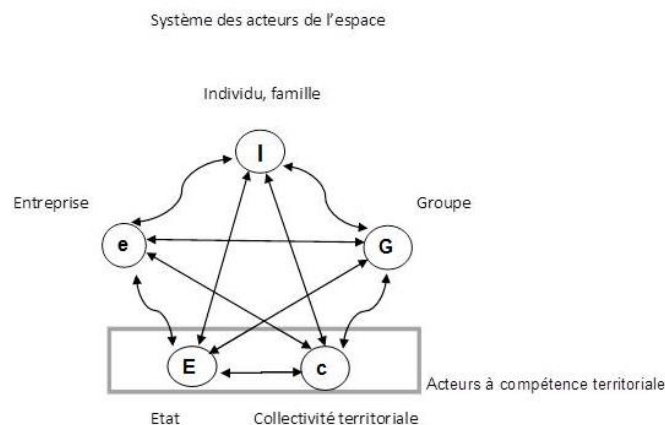 Système des acteurs de l'espace
Individu, famille
I
Entreprise
Groupe
e
G
E
c
Acteurs à compétence territoriale
Etat
Collectivité territoriale